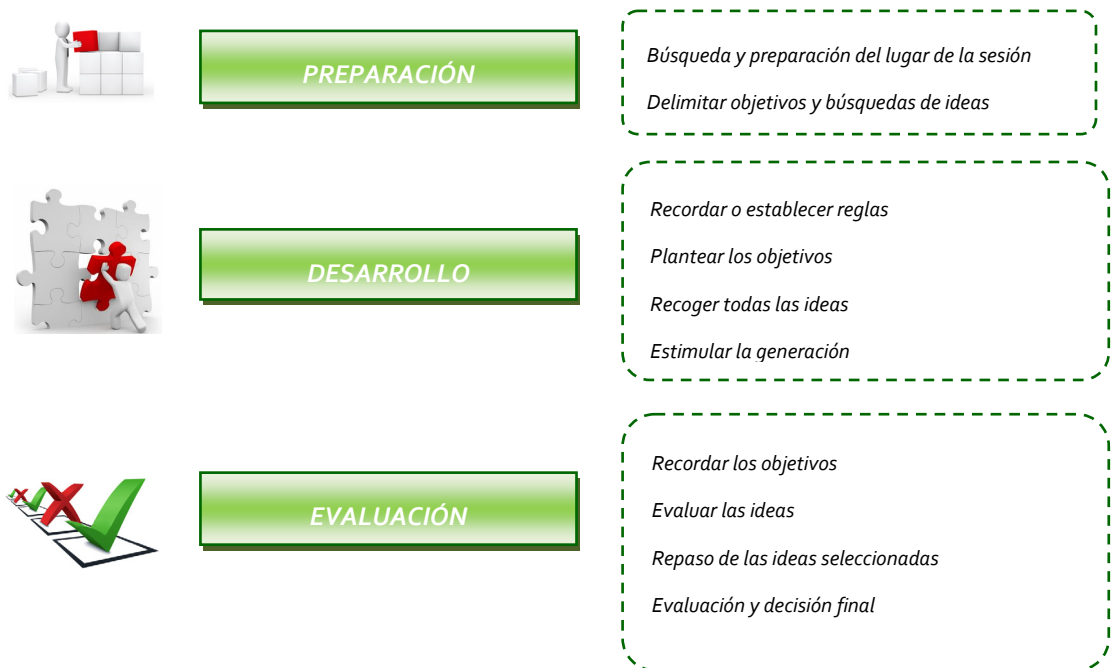 PREPARACIÓN
Búsqueda y preparación del lugar de la sesión
Delimitar objetivos y búsquedas de ideas
DESARROLLO
Recordar o establecer reglas
Plantear los objetivos
Recoger todas las ideas
Estimular la generación
EVALUACIÓN
Recordar los objetivos
Evaluar las ideas
Repaso de las ideas seleccionadas
Evaluación y decisión final